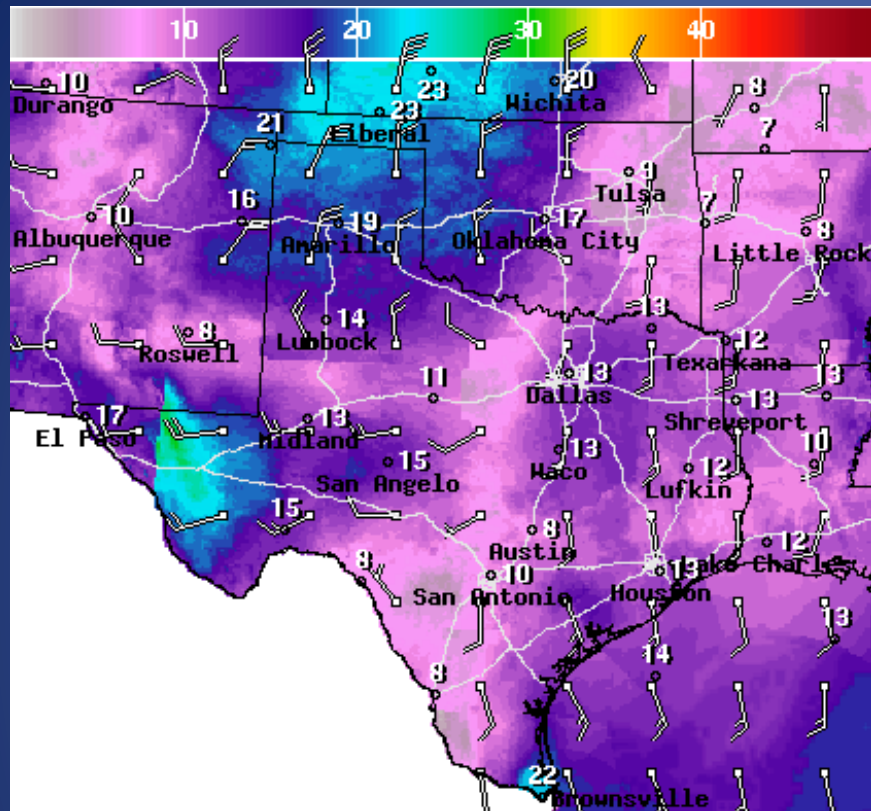 10 20 30 40
10 23 20 8
Durango 23 Wichita
21 Liberal 7
9
Tulsa
10 16 19 17 7 8
Albuquerque Amarillo Oklahoma City Little Rock
8 14 13 12
Roswell Lubbock Texarkana
11 13 13
Dallas
17 13 Shreveport
El Paso Midland 13 10
15 Waco 12
San Angelo Lufkin
15 8 12
Austin Lake Charles
8 10 13
San Antonio Houston
13
8 14
22
Brownsville